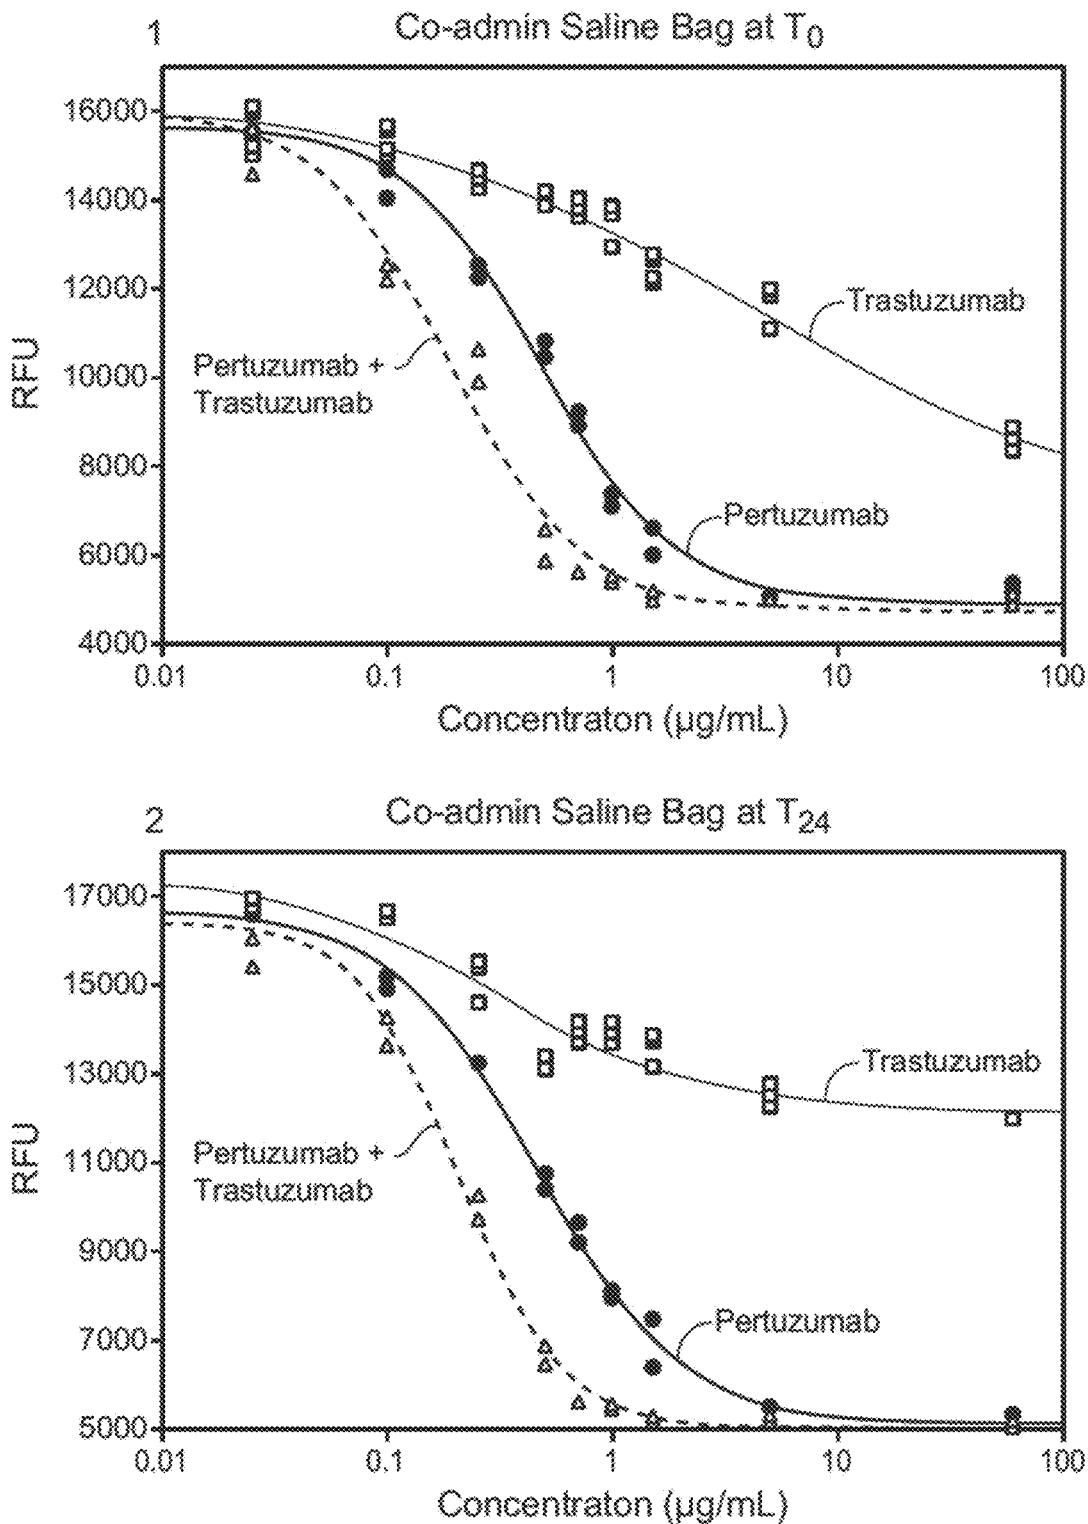 1
Co-admin Saline Bag at T0
16000
14000
12000
10000
8000
6000
4000
RFU
Trastuzumab
Pertuzumab +
Trastuzumab
Pertuzumab
0.01
0.1
1
10
100
Concentraton (µg/mL)
2
Co-admin Saline Bag at T24
17000
15000
13000
11000
9000
7000
5000
RFU
Trastuzumab
Pertuzumab +
Trastuzumab
Pertuzumab
0.01
0.1
1
10
100
Concentraton (µg/mL)